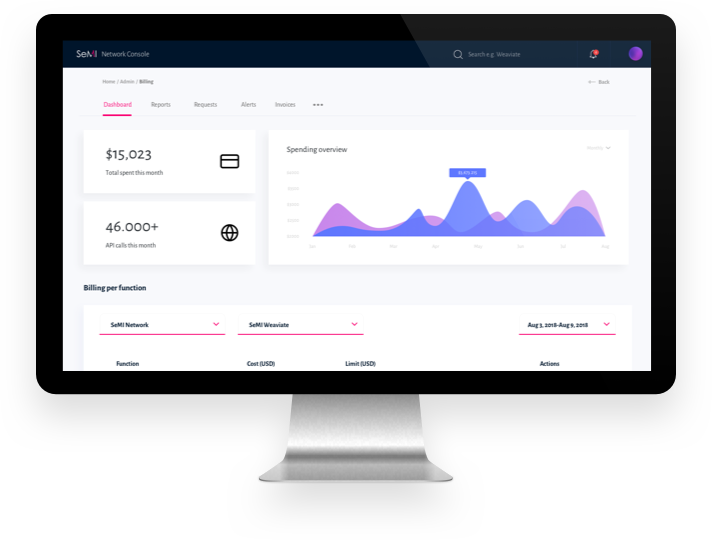 SeMI Network Console
Search e.g. Weaviate
Home / Admin / Billing
Back
Dashboard Reports Requests Alerts Invoices
$15,023
Total spent this month
46.000+
API calls this month
Spending overview
Billing per function
SeMI Network
SeMI Weaviate
Aug 3, 2018-Aug 9, 2018
Function Cost (USD) Limit (USD) Actions